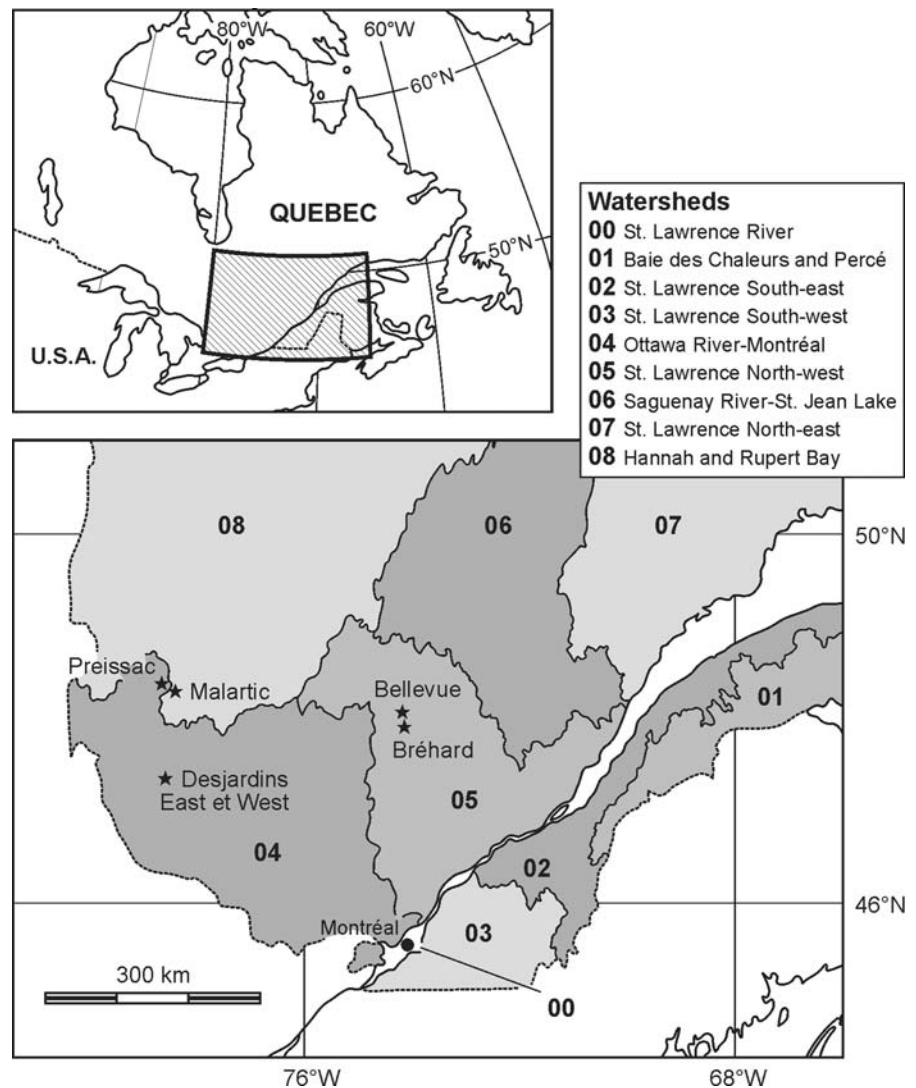 80°W
60°W
60°N
QUEBEC
50°N
U.S.A.
Watersheds
00 St. Lawrence River
01 Baie des Chaleurs and Percé
02 St. Lawrence South-east
03 St. Lawrence South-west
04 Ottawa River-Montréal
05 St. Lawrence North-west
06 Saguenay River-St. Jean Lake
07 St. Lawrence North-east
08 Hannah and Rupert Bay
08
06
07
50°N
Preissac
Malartic
Bellevue
01
Bréhard
Desjardins
East et West
05
04
02
46°N
Montréal
03
300 km
00
76°W
68°W